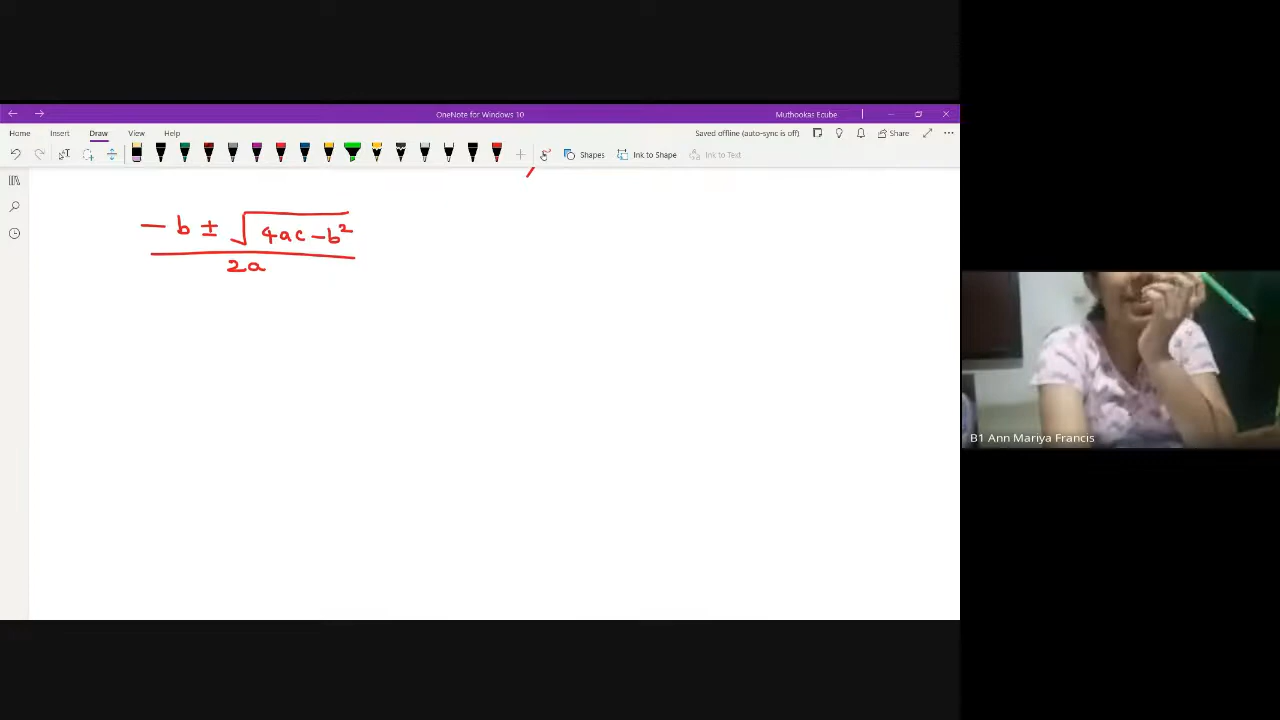 OneNote for Windows 10
Muthookas Ecube
Home Insert Draw View Help
Saved offline (auto-sync is off)
Share
Shapes
Ink to Shape
Ink to Text
− b ± √4ac − b²
2a
B1 Ann Mariya Francis